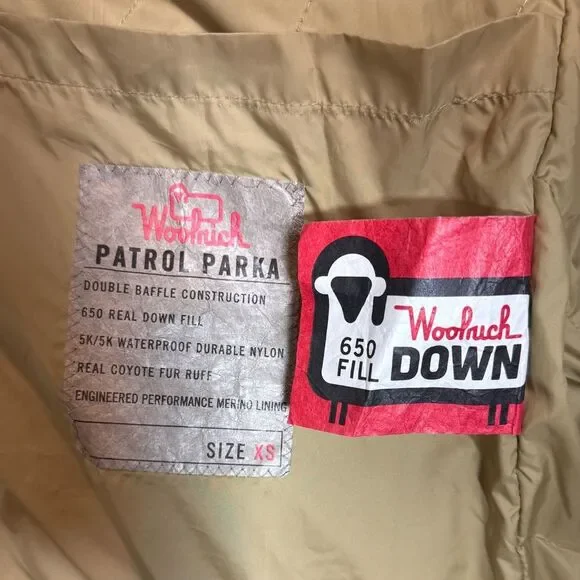 Woolrich
PATROL PARKA
DOUBLE BAFFLE CONSTRUCTION
650 REAL DOWN FILL
5K/5K WATERPROOF DURABLE NYLON
REAL COYOTE FUR RUFF
ENGINEERED PERFORMANCE MERINO LINING
SIZE XS
650
FILL
Woolrich
DOWN